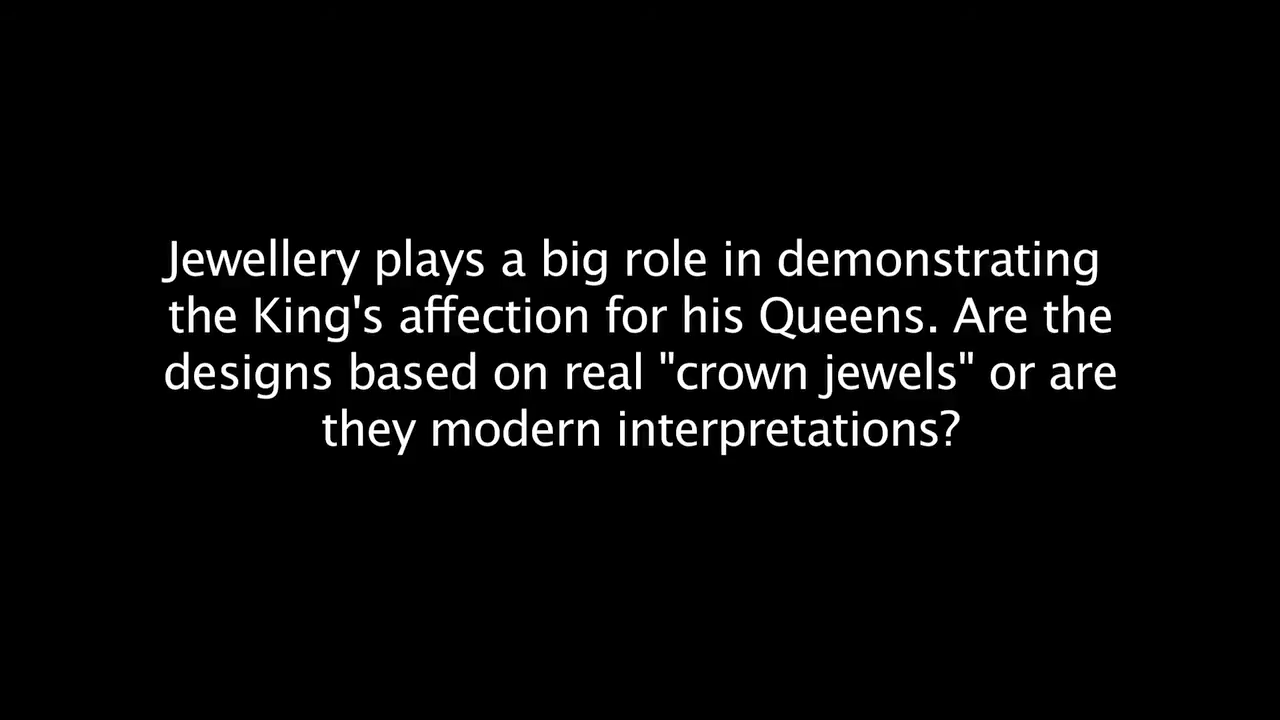 Jewellery plays a big role in demonstrating
the King's affection for his Queens. Are the
designs based on real "crown jewels" or are
they modern interpretations?